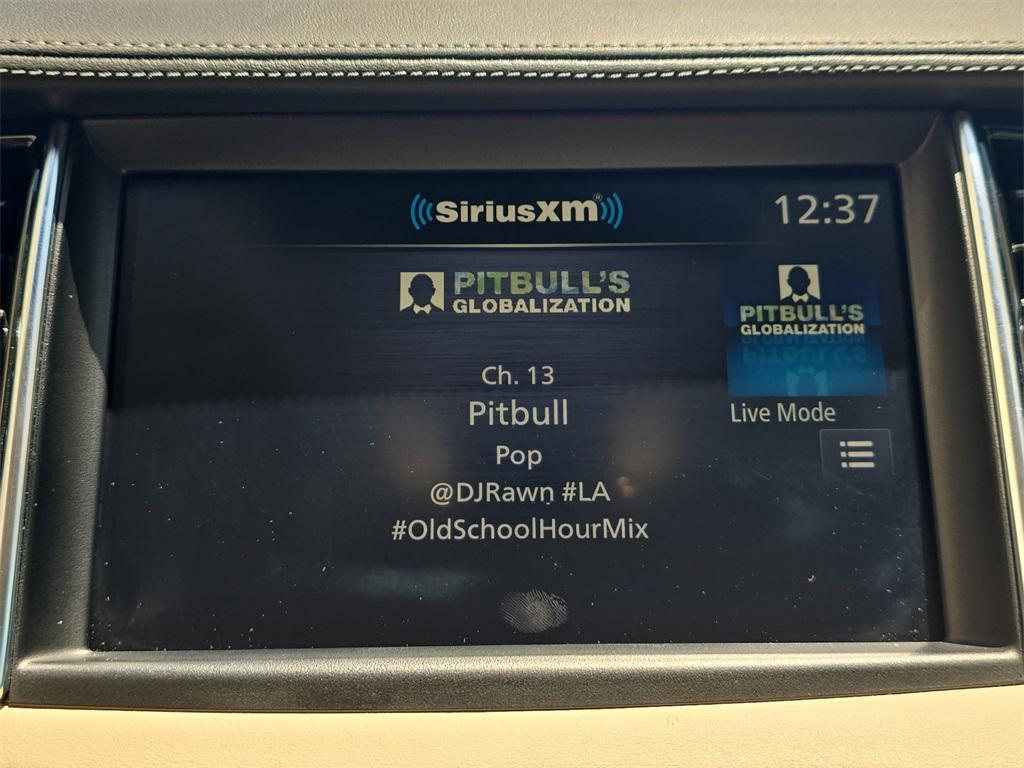 SiriusXM®
12:37
PITBULL'S
GLOBALIZATION
PITBULL'S
GLOBALIZATION
Ch. 13
Pitbull
Live Mode
Pop
@DJRawn #LA
#OldSchoolHourMix